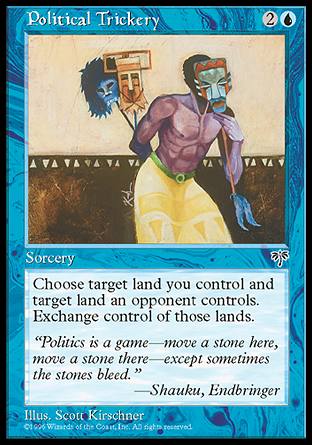 Political Trickery 2
Sorcery
Choose target land you control and
target land an opponent controls.
Exchange control of those lands.
“Politics is a game—move a stone here,
move a stone there—except sometimes
the stones bleed.”
—Shauku, Endbringer
Illus. Scott Kirschner
©1996 Wizards of the Coast, Inc. All rights reserved.